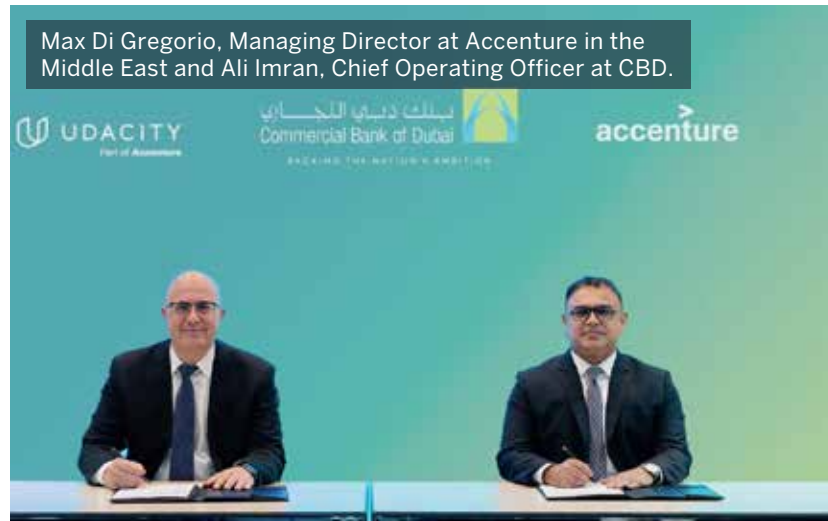 Max Di Gregorio, Managing Director at Accenture in the
Middle East and Ali Imran, Chief Operating Officer at CBD.
UDACITY
Part of Accenture
بنك دبي التجاري
Commercial Bank of Dubai
BACKING THE NATION'S AMBITION
accenture